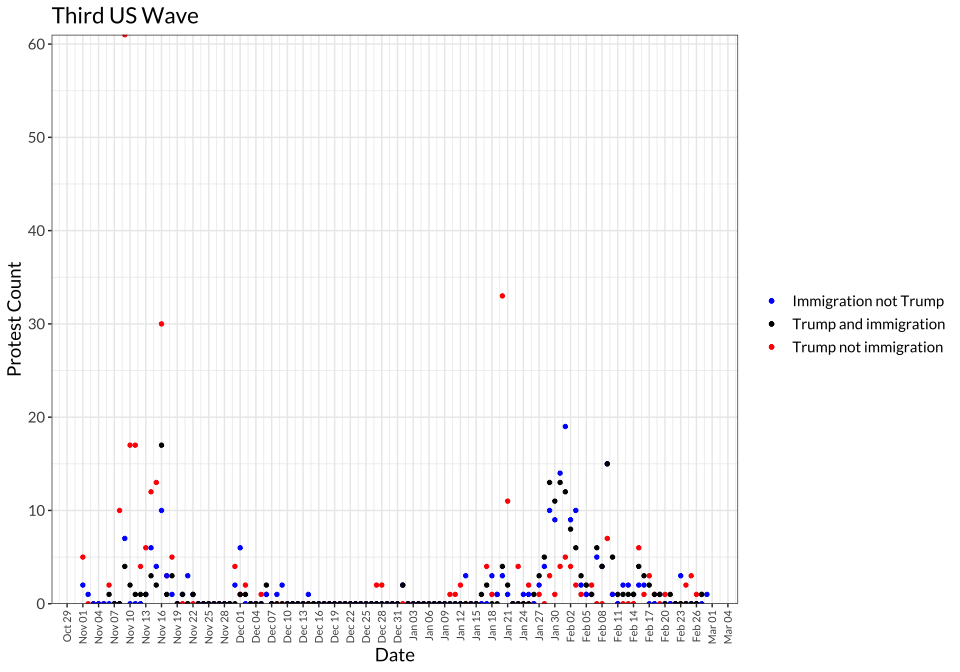 Third US Wave
Protest Count
60
50
40
30
20
10
0
Oct 29
Nov 01
Nov 04
Nov 07
Nov 10
Nov 13
Nov 16
Nov 19
Nov 22
Nov 25
Nov 28
Dec 01
Dec 04
Dec 07
Dec 10
Dec 13
Dec 16
Dec 19
Dec 22
Dec 25
Dec 28
Dec 31
Jan 03
Jan 06
Jan 09
Jan 12
Jan 15
Jan 18
Jan 21
Jan 24
Jan 27
Jan 30
Feb 02
Feb 05
Feb 08
Feb 11
Feb 14
Feb 17
Feb 20
Feb 23
Feb 26
Mar 01
Mar 04
Date
Immigration not Trump
Trump and immigration
Trump not immigration